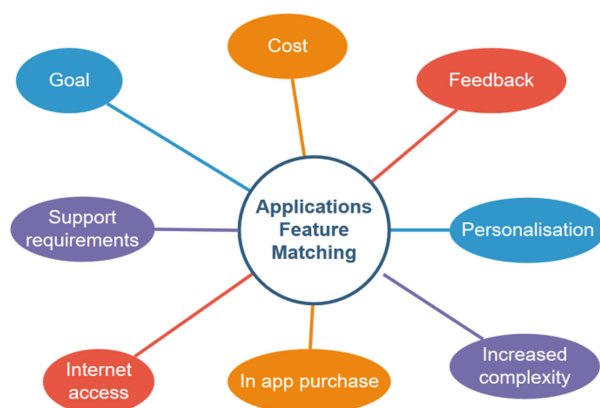 Cost
Goal
Feedback
Applications
Feature
Matching
Support
requirements
Personalisation
Internet
access
In app purchase
Increased
complexity